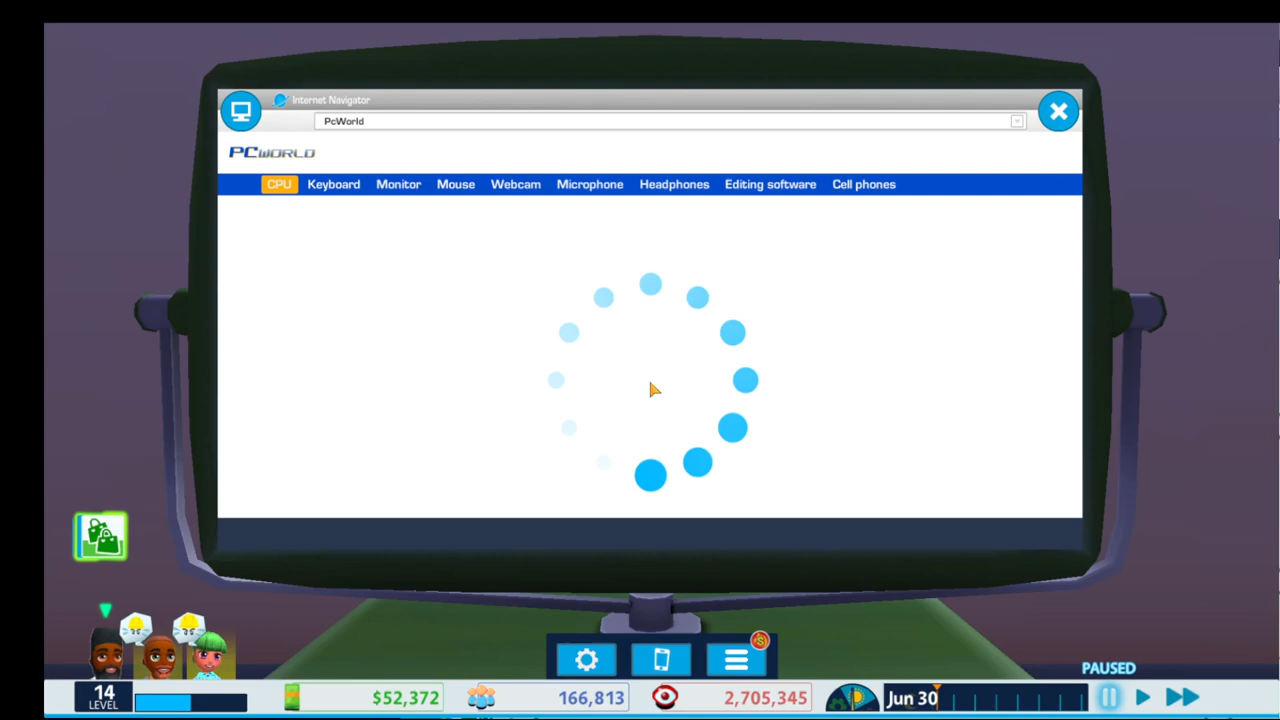 Internet Navigator
PcWorld
PCWORLD
CPU Keyboard Monitor Mouse Webcam Microphone Headphones Editing software Cell phones
PAUSED
14
LEVEL
$52,372
166,813
2,705,345
Jun 30